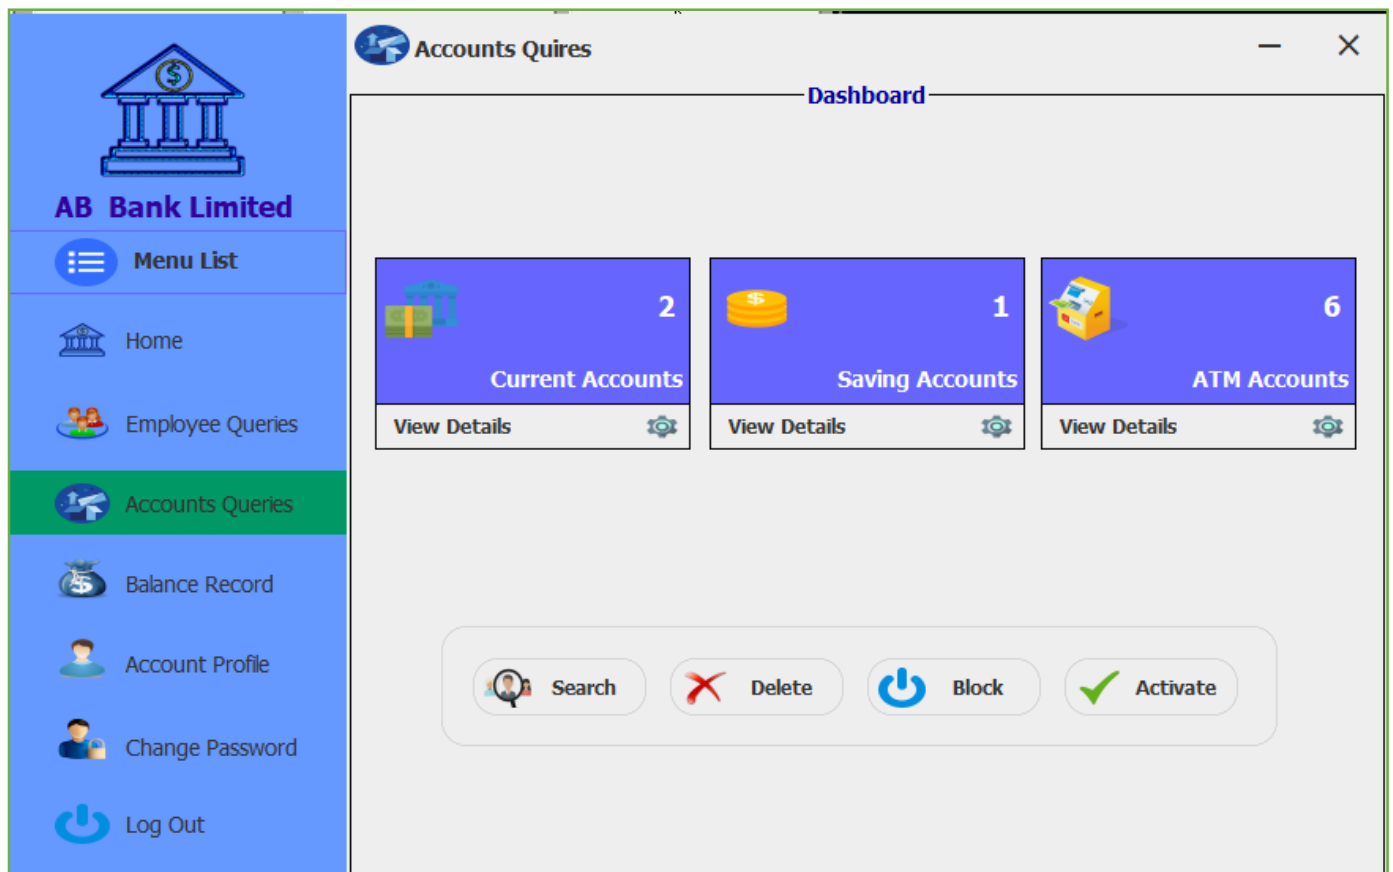 AB Bank Limited
Menu List
Home
Employee Queries
Accounts Queries
Balance Record
Account Profile
Change Password
Log Out
Accounts Quires
Dashboard
2
Current Accounts
View Details
1
Saving Accounts
View Details
6
ATM Accounts
View Details
Search
Delete
Block
Activate